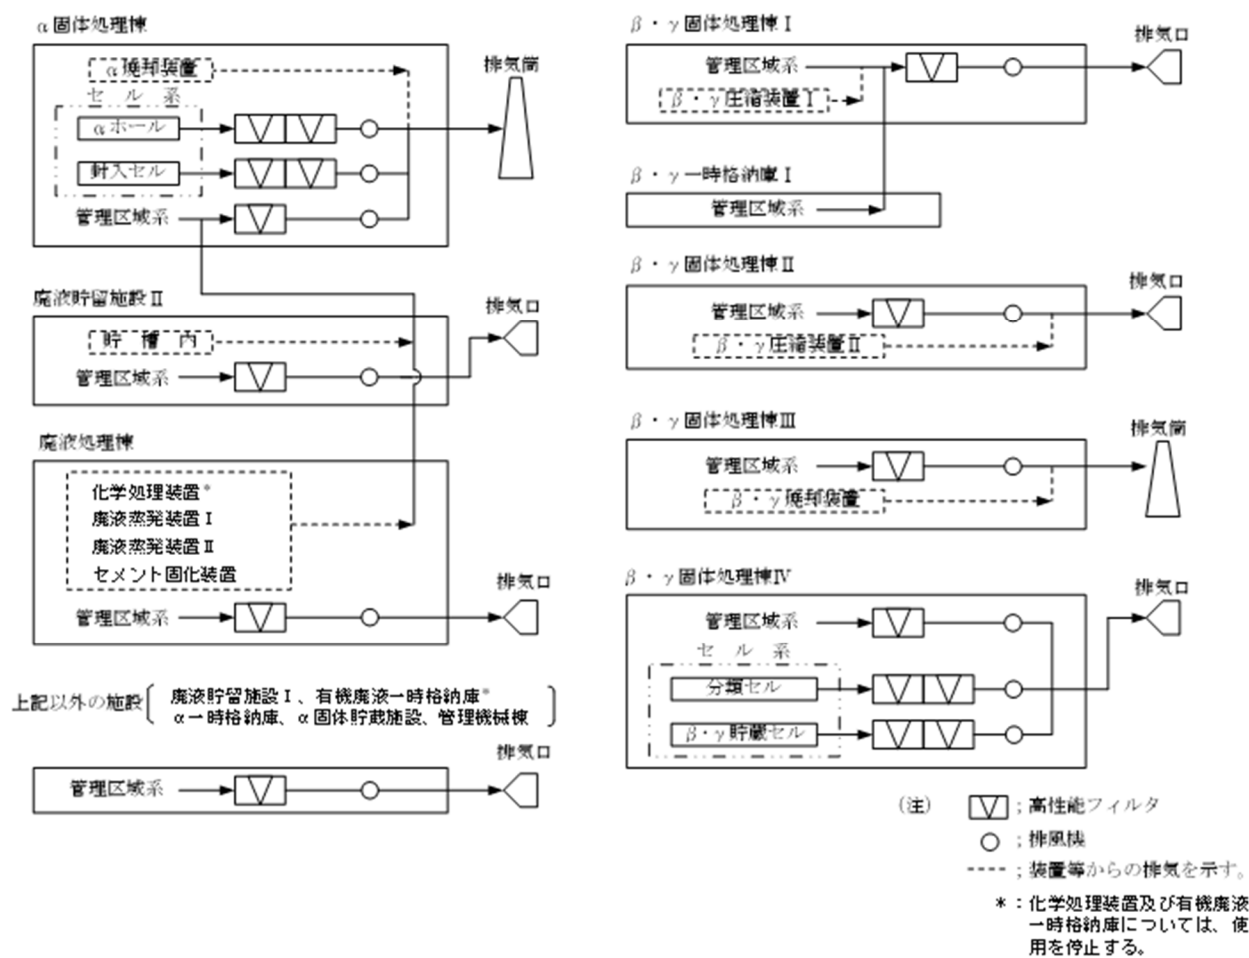 α固体処理棟
α焼却装置
セル系
αホール
封入セル
管理区域系
排気筒
廃液貯留施設Ⅱ
貯槽内
管理区域系
排気口
廃液処理棟
化学処理装置*
廃液蒸発装置Ⅰ
廃液蒸発装置Ⅱ
セメント固化装置
管理区域系
排気口
上記以外の施設
廃液貯留施設Ⅰ、有機廃液一時格納庫*
α一時格納庫、α固体貯蔵施設、管理機械棟
管理区域系
排気口
β・γ固体処理棟Ⅰ
管理区域系
β・γ圧縮装置Ⅰ
排気口
β・γ一時格納庫Ⅰ
管理区域系
β・γ固体処理棟Ⅱ
管理区域系
β・γ圧縮装置Ⅱ
排気口
β・γ固体処理棟Ⅲ
管理区域系
β・γ焼却装置
排気筒
β・γ固体処理棟Ⅳ
管理区域系
セル系
分類セル
β・γ貯蔵セル
排気口
(注)
;高性能フィルタ
;排風機
;装置等からの排気を示す。
*:化学処理装置及び有機廃液
一時格納庫については、使
用を停止する。